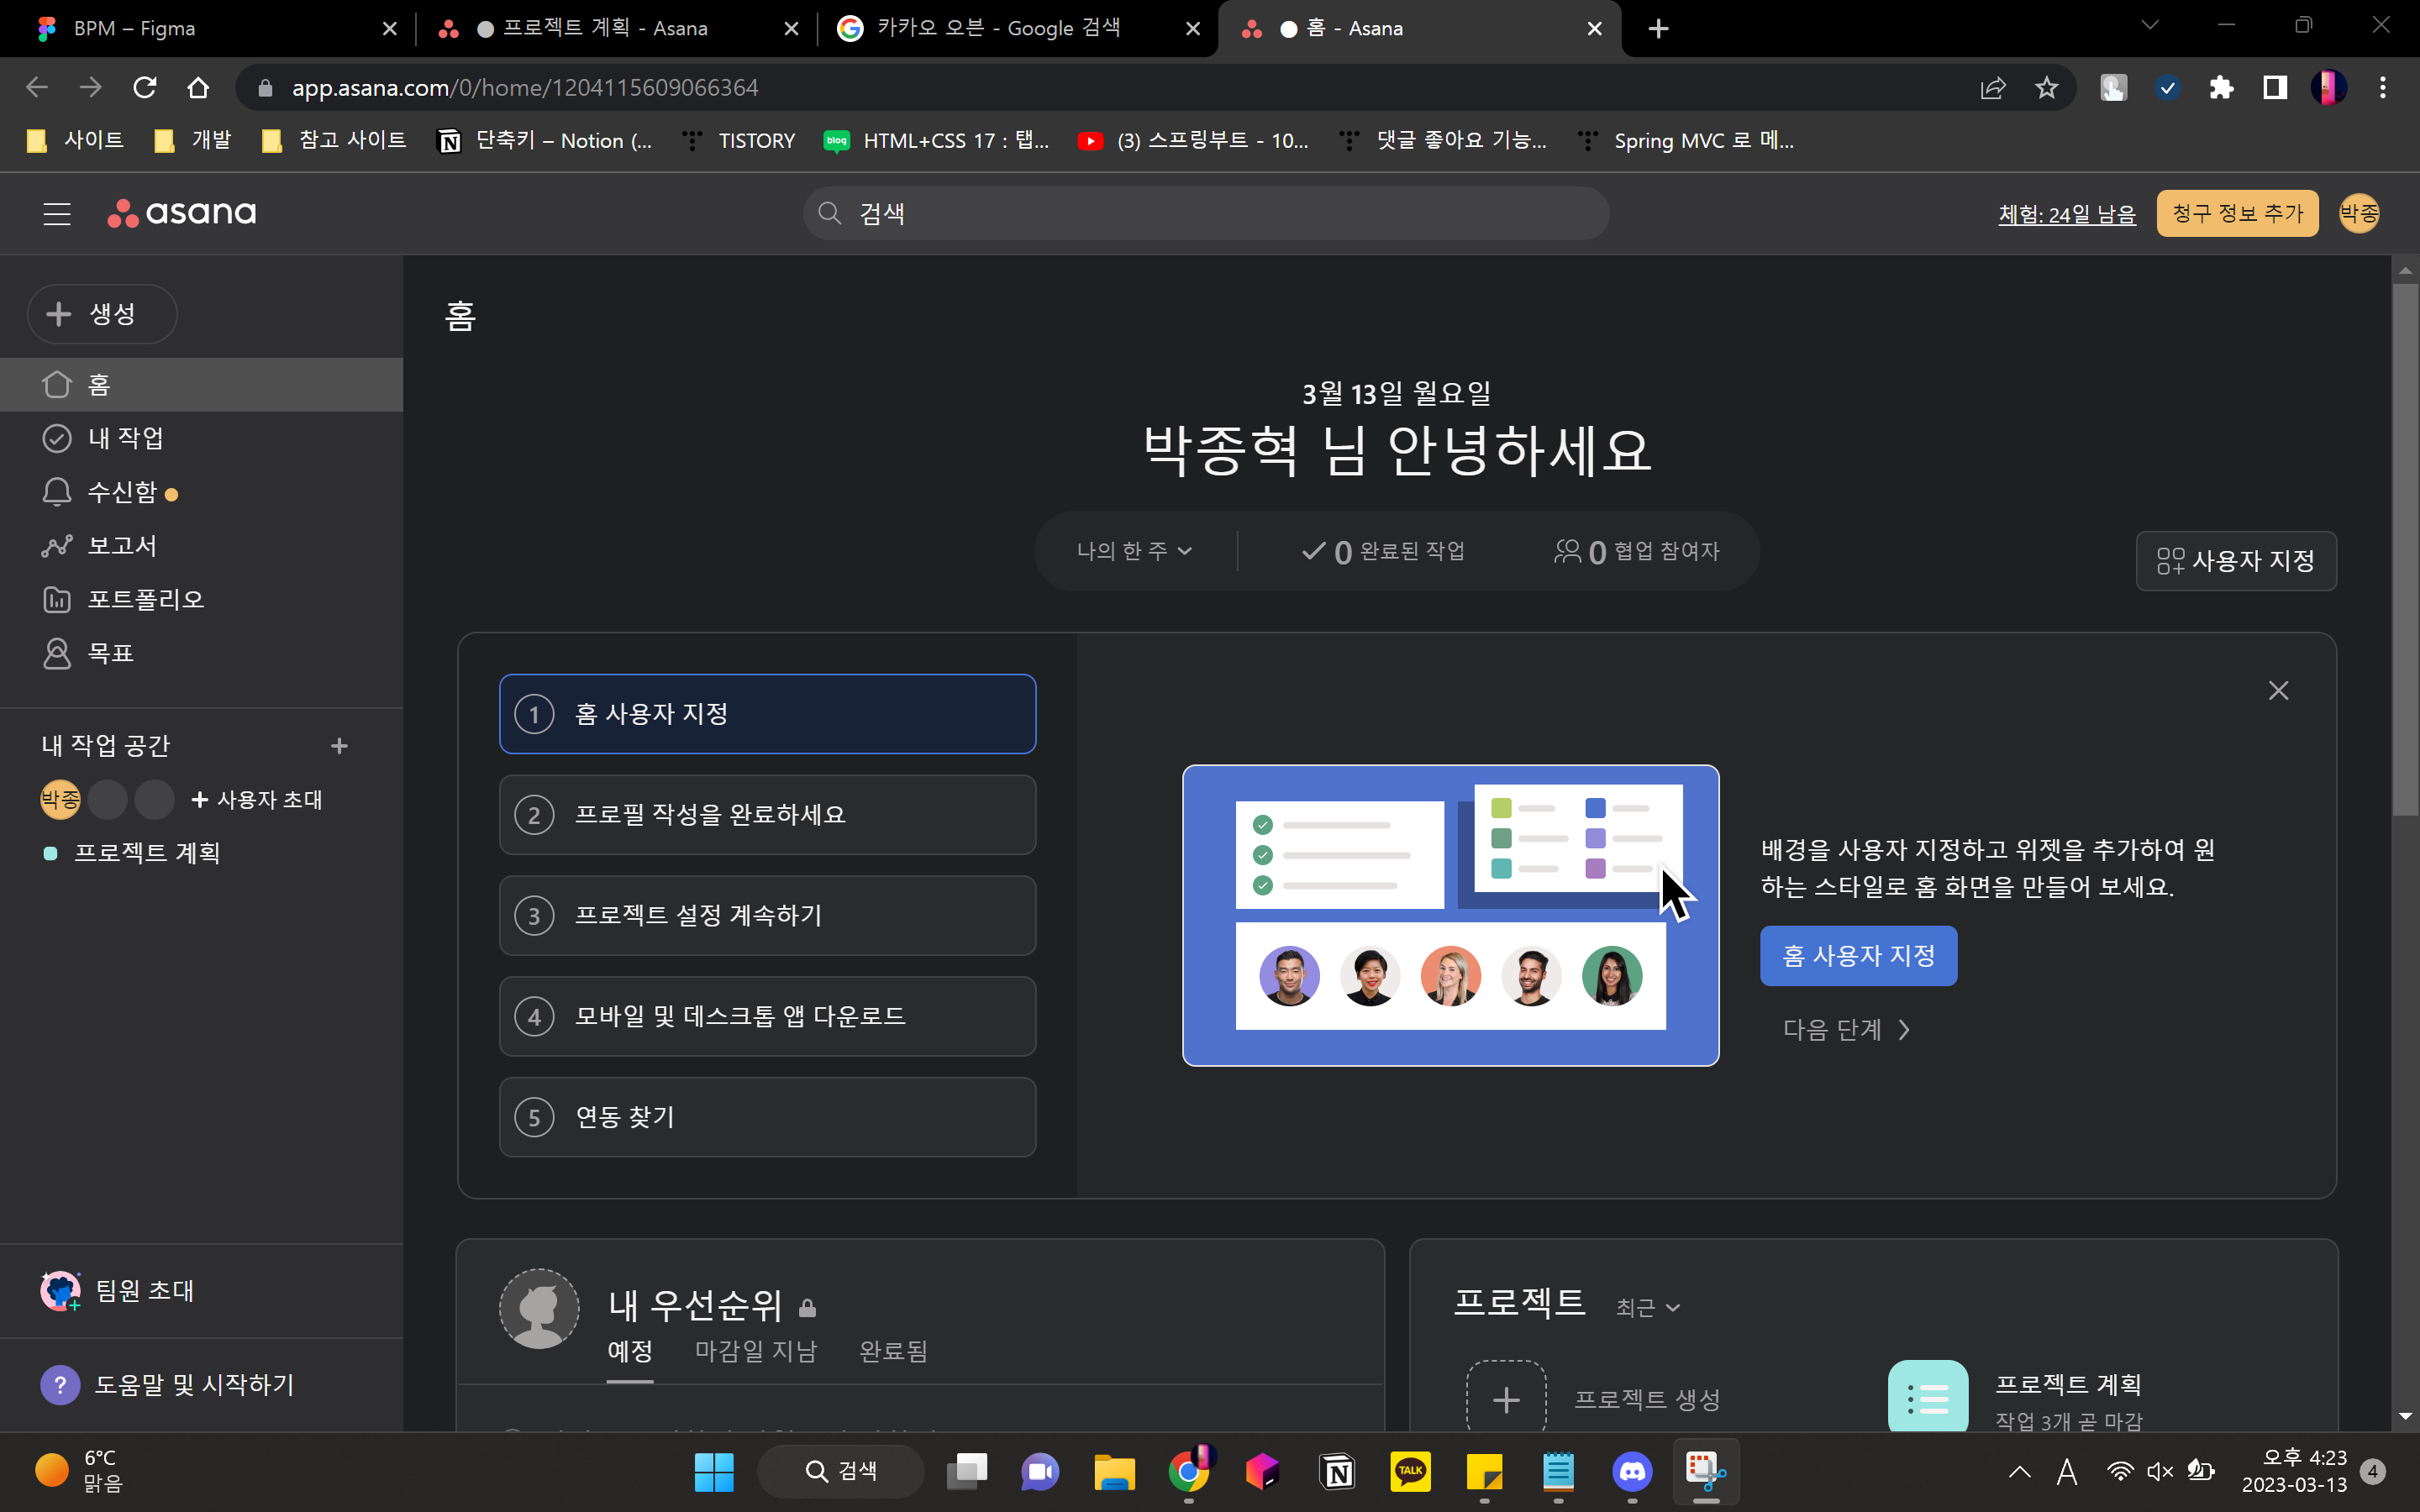 BPM – Figma
프로젝트 계획 - Asana
카카오 오븐 - Google 검색
홈 - Asana
app.asana.com/0/home/1204115609066364
사이트
개발
참고 사이트
단축키 – Notion (...
TISTORY
blog
HTML+CSS 17 : 탭...
(3) 스프링부트 - 10...
댓글 좋아요 기능...
Spring MVC 로 메...
asana
검색
체험: 24일 남음
청구 정보 추가
박종
생성
홈
내 작업
수신함
보고서
포트폴리오
목표
내 작업 공간
박종
사용자 초대
프로젝트 계획
팀원 초대
? 도움말 및 시작하기
홈
3월 13일 월요일
박종혁 님 안녕하세요
나의 한 주
0 완료된 작업
0 협업 참여자
사용자 지정
1 홈 사용자 지정
2 프로필 작성을 완료하세요
3 프로젝트 설정 계속하기
4 모바일 및 데스크톱 앱 다운로드
5 연동 찾기
배경을 사용자 지정하고 위젯을 추가하여 원
하는 스타일로 홈 화면을 만들어 보세요.
홈 사용자 지정
다음 단계
내 우선순위
예정
마감일 지남
완료됨
프로젝트
최근
프로젝트 생성
프로젝트 계획
작업 3개 곧 마감
6°C
맑음
검색
TALK
A
오후 4:23
2023-03-13
4